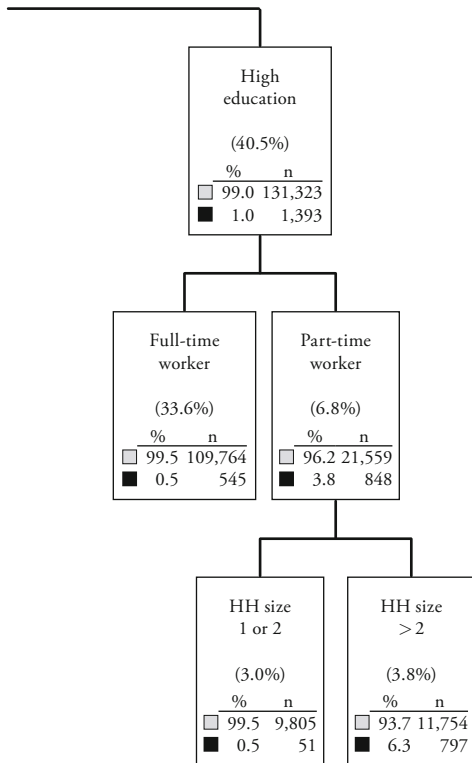 High
education
(40.5%)
% n
99.0 131,323
1.0 1,393
Full-time
worker
(33.6%)
% n
99.5 109,764
0.5 545
Part-time
worker
(6.8%)
% n
96.2 21,559
3.8 848
HH size
1 or 2
(3.0%)
% n
99.5 9,805
0.5 51
HH size
>2
(3.8%)
% n
93.7 11,754
6.3 797